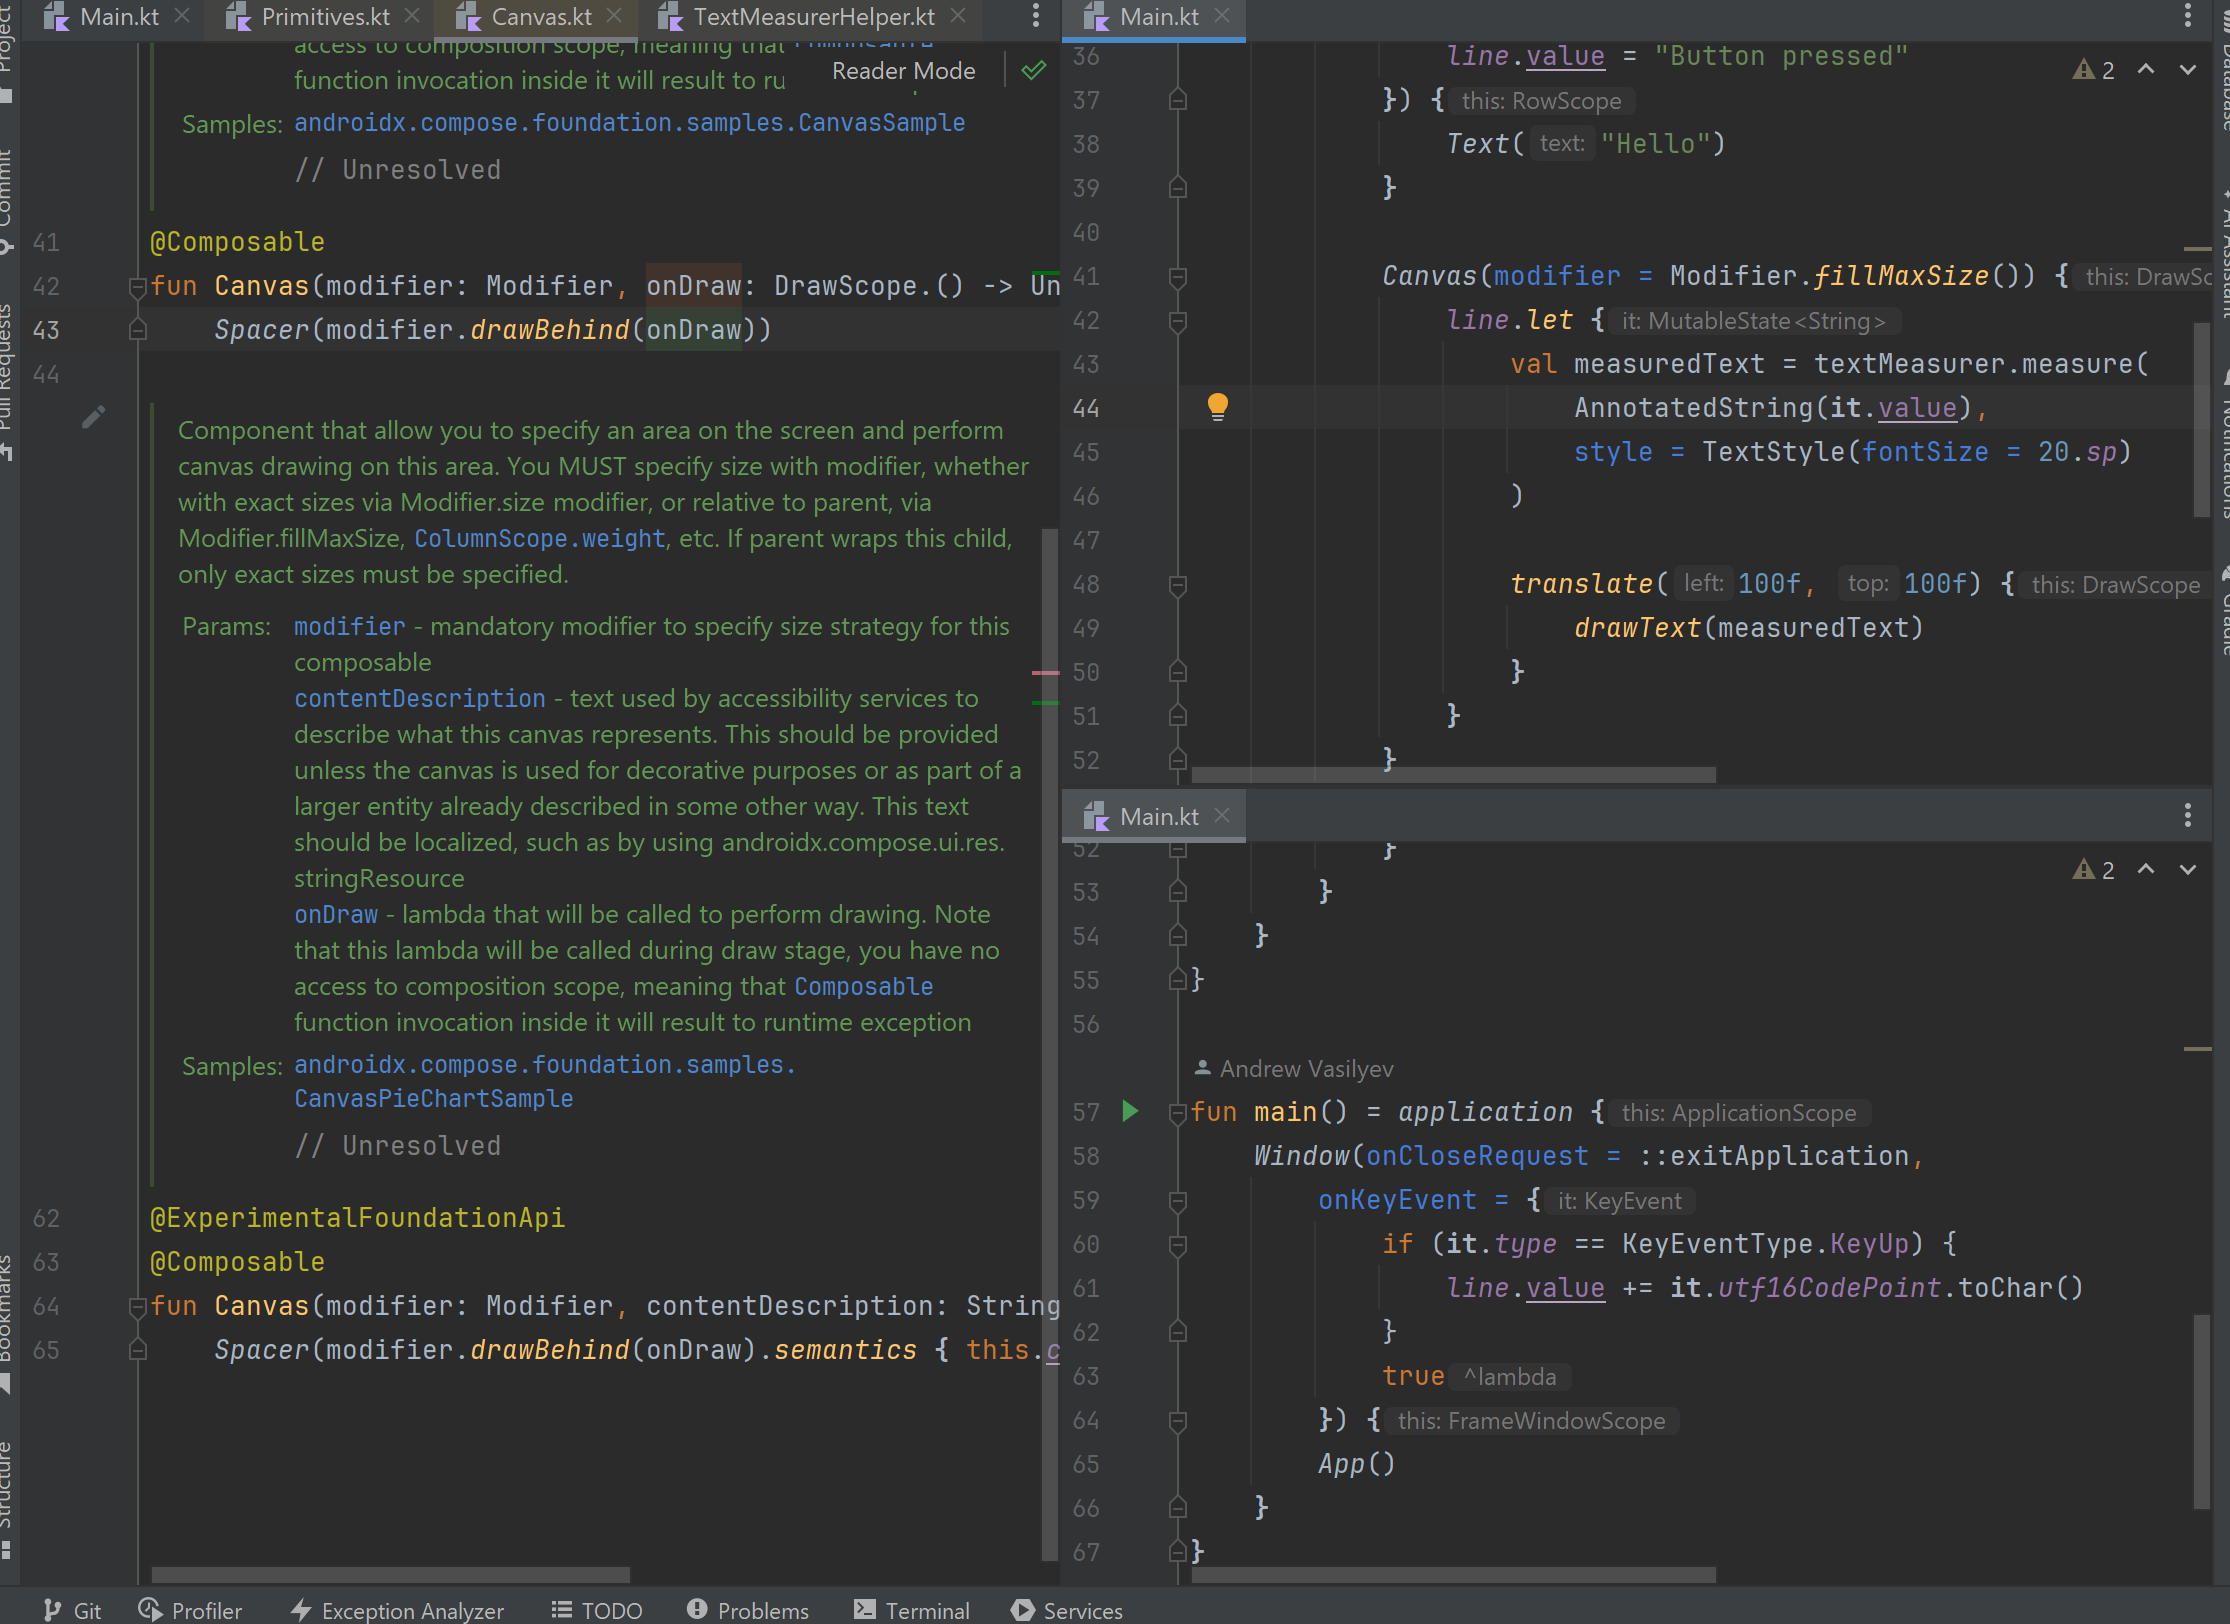 Main.kt
Primitives.kt
Canvas.kt
TextMeasurerHelper.kt
Project
Commit
Pull Requests
Bookmarks
Structure
access to composition scope, meaning that Composable
function invocation inside it will result to ru
Reader Mode
Samples: androidx.compose.foundation.samples.CanvasSample
// Unresolved
41 @Composable
42 fun Canvas(modifier: Modifier, onDraw: DrawScope.() -> Un
43 Spacer(modifier.drawBehind(onDraw))
44
Component that allow you to specify an area on the screen and perform
canvas drawing on this area. You MUST specify size with modifier, whether
with exact sizes via Modifier.size modifier, or relative to parent, via
Modifier.fillMaxSize, ColumnScope.weight, etc. If parent wraps this child,
only exact sizes must be specified.
Params: modifier - mandatory modifier to specify size strategy for this
composable
contentDescription - text used by accessibility services to
describe what this canvas represents. This should be provided
unless the canvas is used for decorative purposes or as part of a
larger entity already described in some other way. This text
should be localized, such as by using androidx.compose.ui.res.
stringResource
onDraw - lambda that will be called to perform drawing. Note
that this lambda will be called during draw stage, you have no
access to composition scope, meaning that Composable
function invocation inside it will result to runtime exception
Samples: androidx.compose.foundation.samples.
CanvasPieChartSample
// Unresolved
62 @ExperimentalFoundationApi
63 @Composable
64 fun Canvas(modifier: Modifier, contentDescription: String
65 Spacer(modifier.drawBehind(onDraw).semantics { this.c
Main.kt
2
36 line.value = "Button pressed"
37 }) { this: RowScope
38 Text( text: "Hello")
39 }
40
41 Canvas(modifier = Modifier.fillMaxSize()) { this: DrawSc
42 line.let { it: MutableState<String>
43 val measuredText = textMeasurer.measure(
44 AnnotatedString(it.value),
45 style = TextStyle(fontSize = 20.sp)
46 )
47
48 translate( left: 100f, top: 100f) { this: DrawScope
49 drawText(measuredText)
50 }
51 }
52 }
Main.kt
2
52 }
53 }
54 }
55 }
56
Andrew Vasilyev
57 fun main() = application { this: ApplicationScope
58 Window(onCloseRequest = ::exitApplication,
59 onKeyEvent = { it: KeyEvent
60 if (it.type == KeyEventType.KeyUp) {
61 line.value += it.utf16CodePoint.toChar()
62 }
63 true ^lambda
64 }) { this: FrameWindowScope
65 App()
66 }
67 }
Database
AI Assistant
Notifications
Gradle
Git
Profiler
Exception Analyzer
TODO
Problems
Terminal
Services